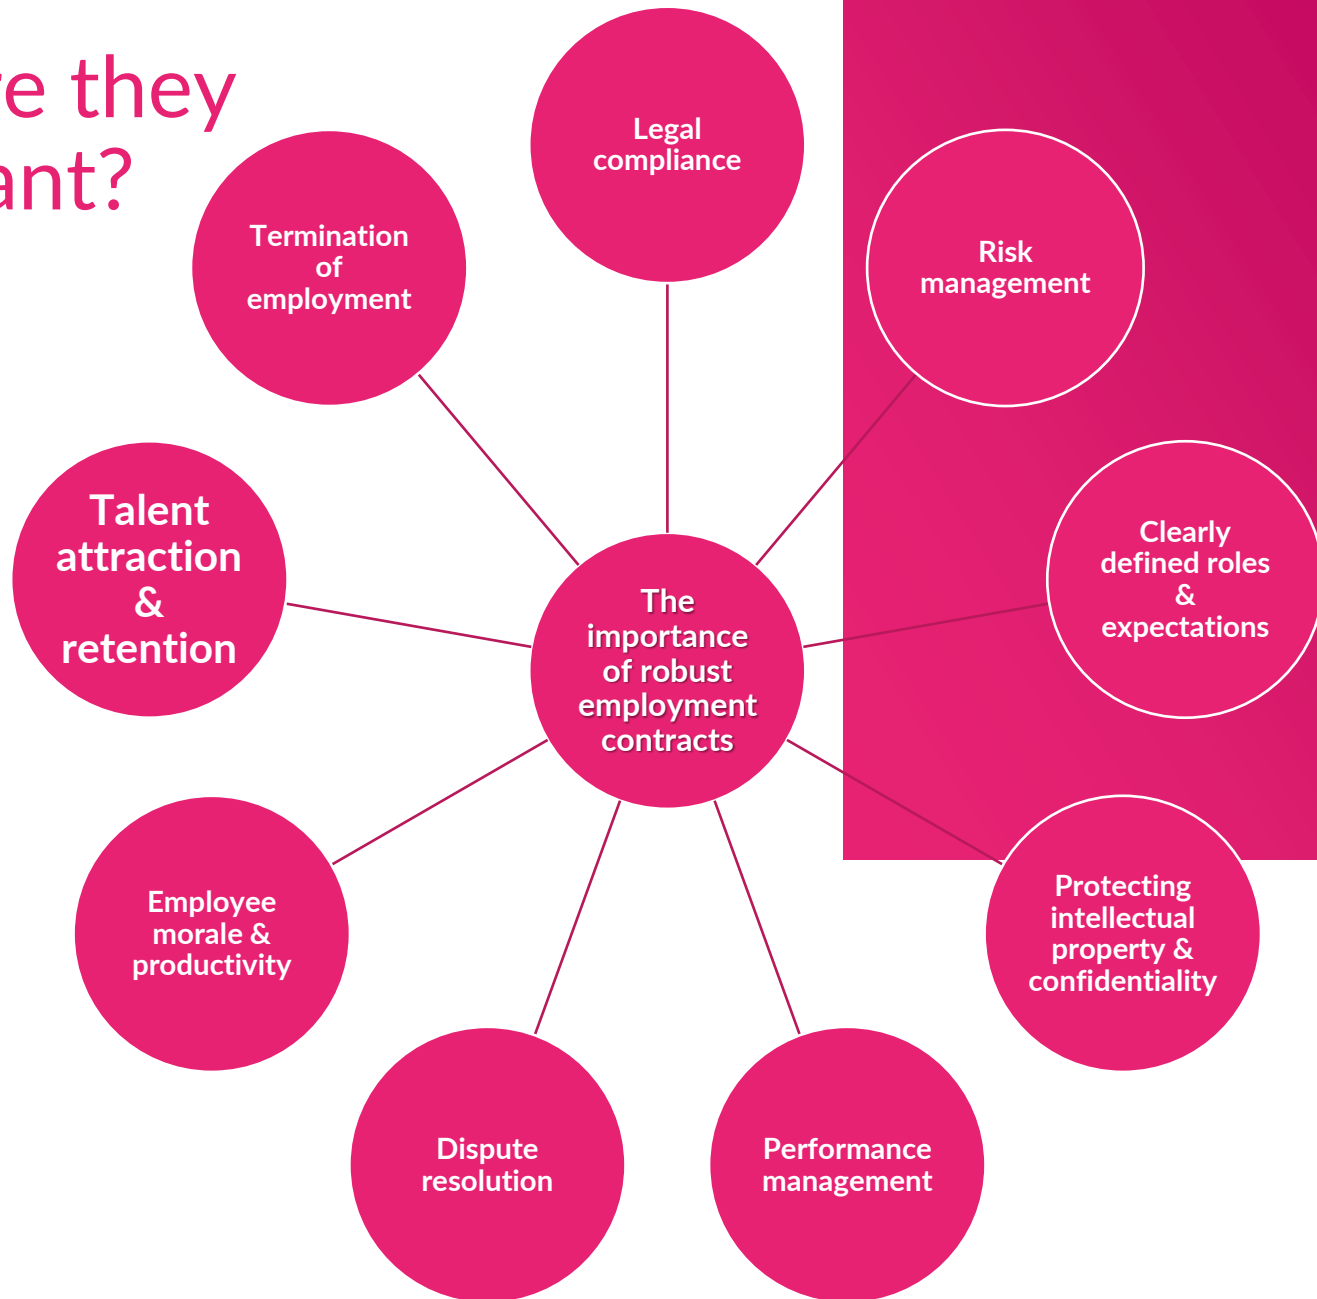 re they
ant?
Legal
compliance
Risk
management
Clearly
defined roles
&
expectations
Protecting
intellectual
property &
confidentiality
Performance
management
Dispute
resolution
Employee
morale &
productivity
Talent
attraction
&
retention
Termination
of
employment
The
importance
of robust
employment
contracts